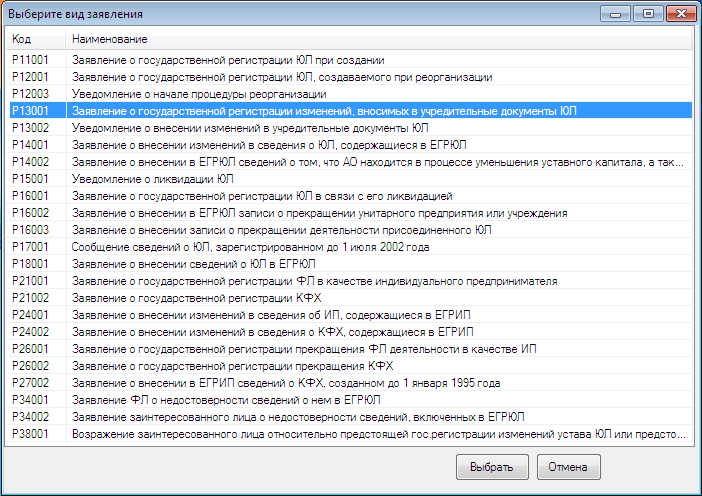 Выберите вид заявления
Код Наименование
P11001 Заявление о государственной регистрации ЮЛ при создании
P12001 Заявление о государственной регистрации ЮЛ, создаваемого при реорганизации
P12003 Уведомление о начале процедуры реорганизации
P13001 Заявление о государственной регистрации изменений, вносимых в учредительные документы ЮЛ
P13002 Уведомление о внесении изменений в учредительные документы ЮЛ
P14001 Заявление о внесении изменений в сведения о ЮЛ, содержащиеся в ЕГРЮЛ
P14002 Заявление о внесении в ЕГРЮЛ сведений о том, что АО находится в процессе уменьшения уставного капитала, а так...
P15001 Уведомление о ликвидации ЮЛ
P16001 Заявление о государственной регистрации ЮЛ в связи с его ликвидацией
P16002 Заявление о внесении в ЕГРЮЛ записи о прекращении унитарного предприятия или учреждения
P16003 Заявление о внесении записи о прекращении деятельности присоединенного ЮЛ
P17001 Сообщение сведений о ЮЛ, зарегистрированном до 1 июля 2002 года
P18001 Заявление о внесении сведений о ЮЛ в ЕГРЮЛ
P21001 Заявление о государственной регистрации ФЛ в качестве индивидуального предпринимателя
P21002 Заявление о государственной регистрации КФХ
P24001 Заявление о внесении изменений в сведения об ИП, содержащиеся в ЕГРИП
P24002 Заявление о внесении изменений в сведения о КФХ, содержащиеся в ЕГРИП
P26001 Заявление о государственной регистрации прекращения ФЛ деятельности в качестве ИП
P26002 Заявление о государственной регистрации прекращения КФХ
P27002 Заявление о внесении в ЕГРИП сведений о КФХ, созданном до 1 января 1995 года
P34001 Заявление ФЛ о недостоверности сведений о нем в ЕГРЮЛ
P34002 Заявление заинтересованного лица о недостоверности сведений, включенных в ЕГРЮЛ
P38001 Возражение заинтересованного лица относительно предстоящей гос.регистрации изменений устава ЮЛ или предсто...
Выбрать Отмена